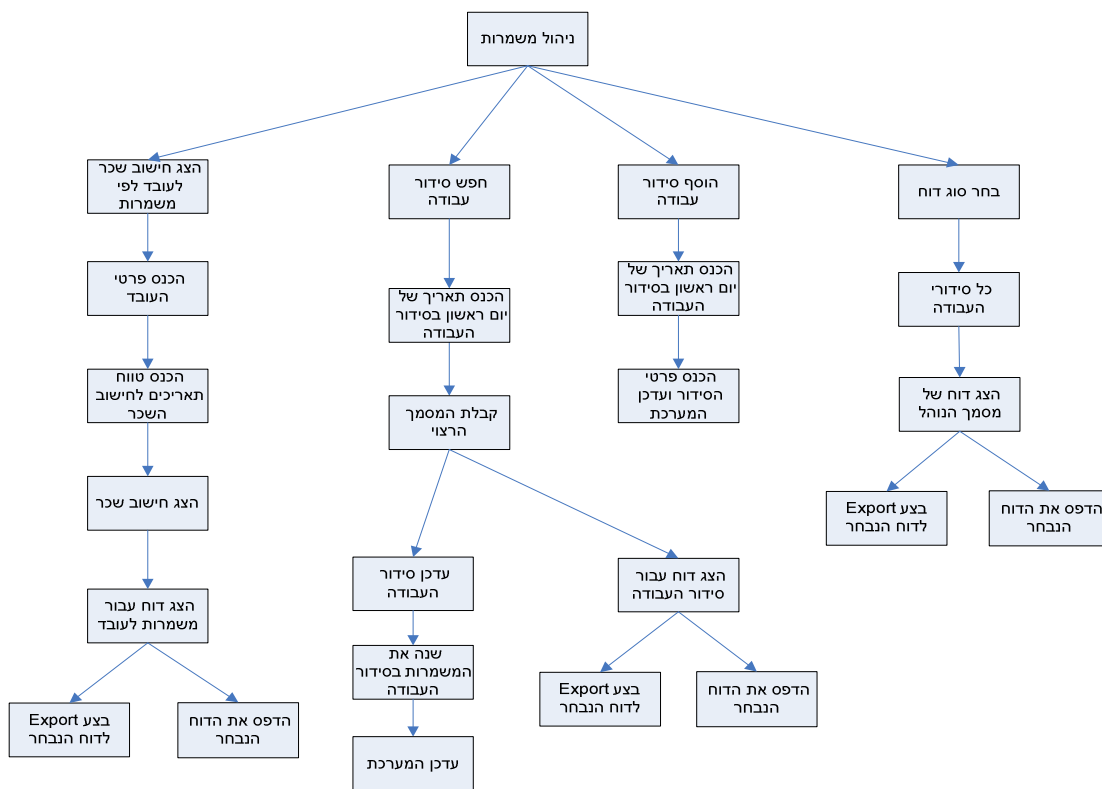 ניהול משמרות
בחר סוג דוח
כל סידורי
העבודה
הצג דוח של
מסמך הנוהל
הדפס את הדוח
הנבחר
בצע Export
לדוח הנבחר
הוסף סידור
עבודה
הכנס תאריך של
יום ראשון בסידור
העבודה
הכנס פרטי
הסידור ועדכן
המערכת
חפש סידור
עבודה
הכנס תאריך של
יום ראשון בסידור
העבודה
קבלת המסמך
הרצוי
הצג דוח עבור
סידור העבודה
הדפס את הדוח
הנבחר
בצע Export
לדוח הנבחר
עדכן סידור
העבודה
שנה את
המשמרות בסידור
העבודה
עדכן המערכת
הצג חישוב שכר
לעובד לפי
משמרות
הכנס פרטי
העובד
הכנס טווח
תאריכים לחישוב
השכר
הצג חישוב שכר
הצג דוח עבור
משמרות לעובד
הדפס את הדוח
הנבחר
בצע Export
לדוח הנבחר